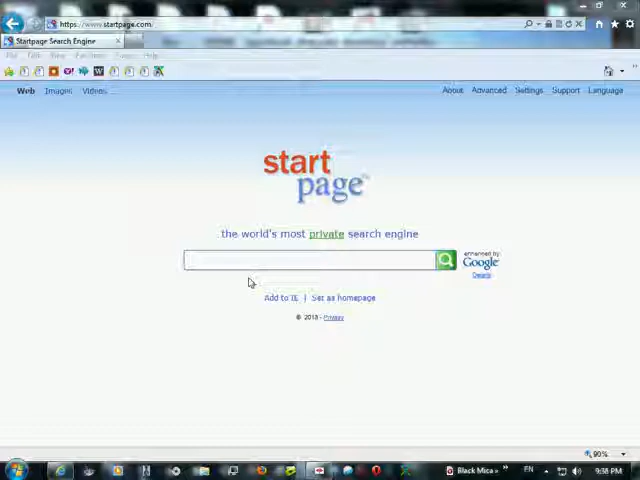 https://www.startpage.com
Startpage Search Engine
Web Images Videos
About Advanced Settings Support Language
start
page
the world's most private search engine
enhanced by
Google
Details
Add to IE | Set as homepage
© 2013 - Privacy
90%
Black Mica » EN 9:38 PM